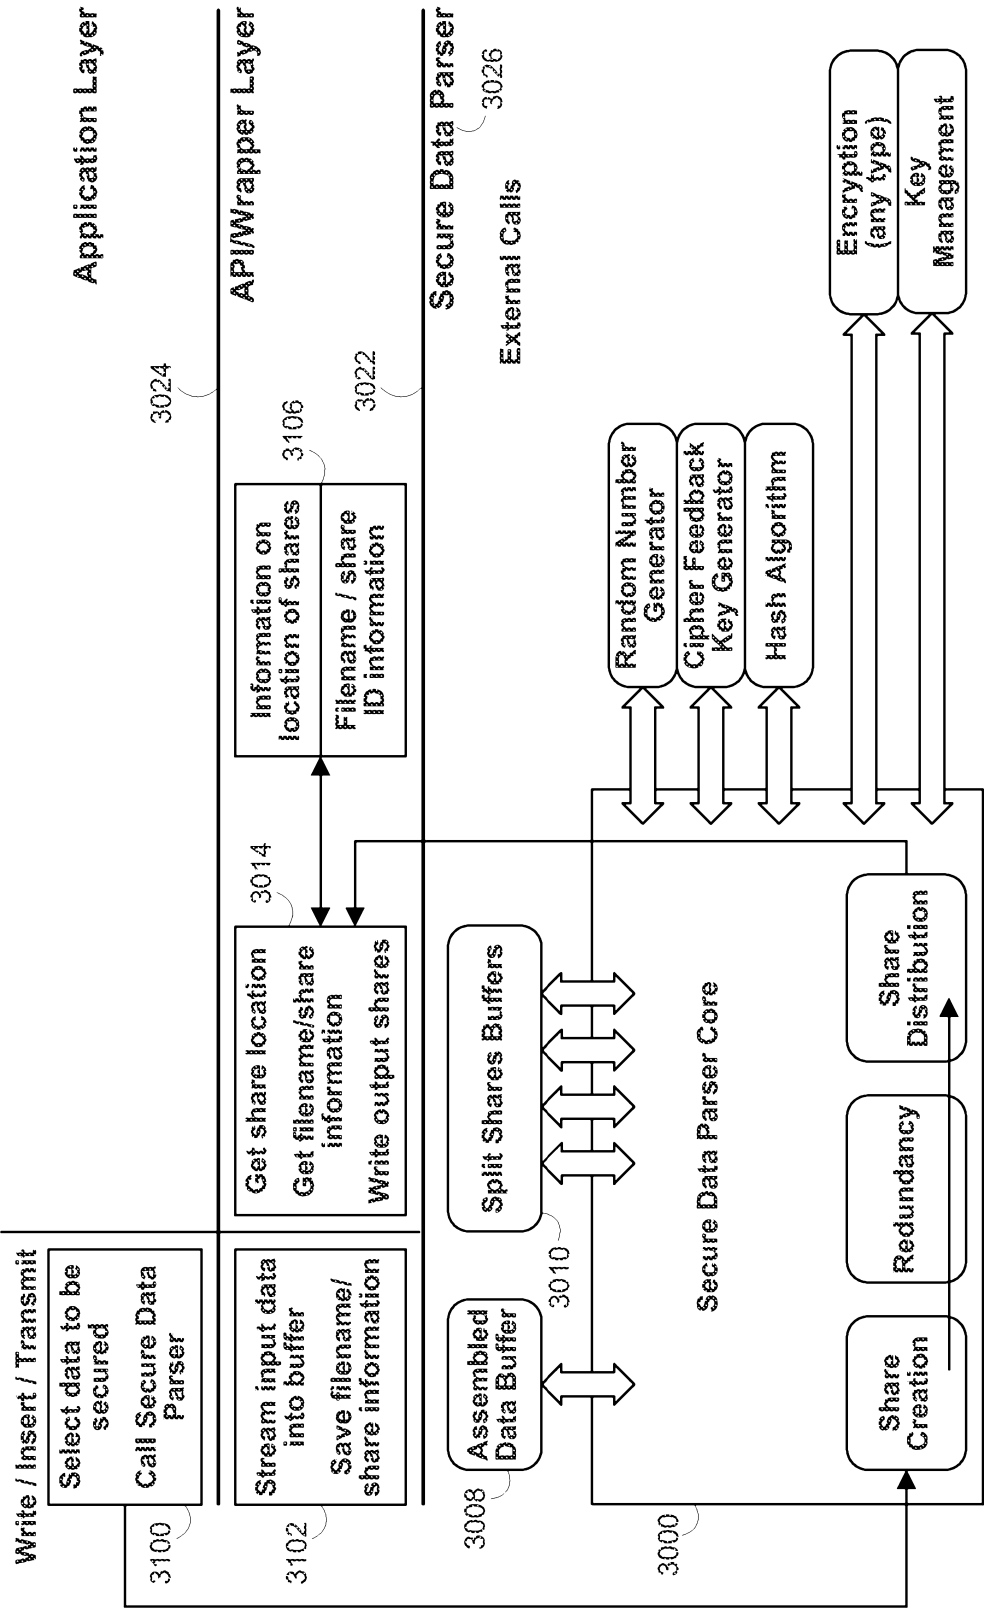 Write / Insert / Transmit
Application Layer
Select data to be
secured
Call Secure Data
Parser
3100
3024
API/Wrapper Layer
Stream input data
into buffer
Save filename/
share information
3102
Get share location
Get filename/share
information
Write output shares
3014
Information on
location of shares
Filename / share
ID information
3106
3022
Secure Data Parser
3026
External Calls
Assembled
Data Buffer
3008
Split Shares Buffers
3010
Secure Data Parser Core
3000
Share
Creation
Redundancy
Share
Distribution
Random Number
Generator
Cipher Feedback
Key Generator
Hash Algorithm
Encryption
(any type)
Key
Management